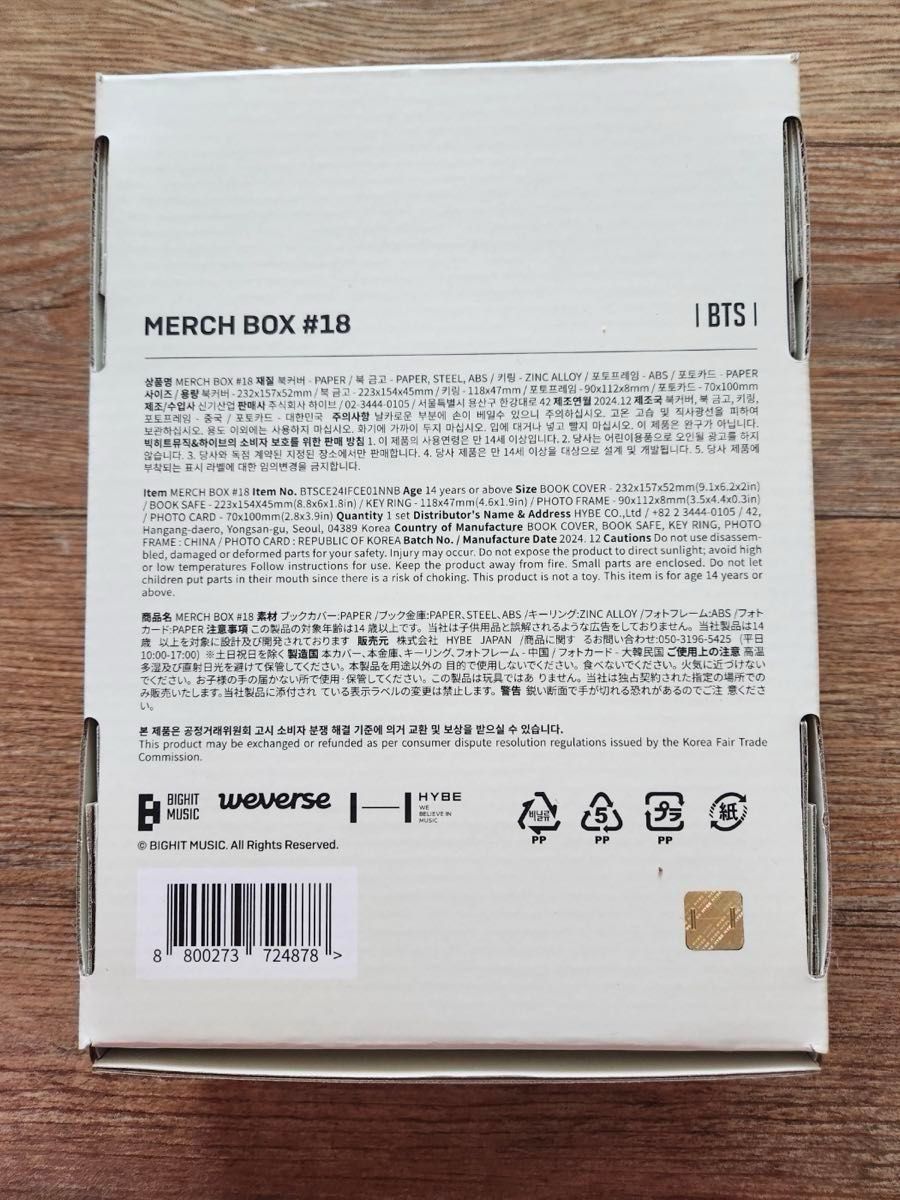 MERCH BOX #18
| BTS |
상품명 MERCH BOX #18 재질 북커버 - PAPER / 북 금고 - PAPER, STEEL, ABS / 키링 - ZINC ALLOY / 포토프레임 - ABS / 포토카드 - PAPER
사이즈 / 용량 북커버 - 232x157x52mm / 북 금고 - 223x154x45mm / 키링 - 118x47mm / 포토프레임 - 90x112x8mm / 포토카드 - 70x100mm
제조/수입사 신기산업 판매사 주식회사 하이브 / 02-3444-0105 / 서울특별시 용산구 한강대로 42 제조연월 2024.12 제조국 북커버, 북 금고, 키링,
포토프레임 - 중국 / 포토카드 - 대한민국 주의사항 날카로운 부분에 손이 베일수 있으니 주의하십시오. 고온 고습 및 직사광선을 피하여
보관하십시오. 용도 이외에는 사용하지 마십시오. 화기에 가까이 두지 마십시오. 입에 대거나 넣고 빨지 마십시오. 이 제품은 완구가 아닙니다.
빅히트뮤직&하이브의 소비자 보호를 위한 판매 방침 1. 이 제품의 사용연령은 만 14세 이상입니다. 2. 당사는 어린이용품으로 오인될 광고를 하지
않습니다. 3. 당사와 독점 계약된 지정된 장소에서만 판매합니다. 4. 당사 제품은 만 14세 이상을 대상으로 설계 및 개발됩니다. 5. 당사 제품에
부착되는 표시 라벨에 대한 임의변경을 금지합니다.
Item MERCH BOX #18 Item No. BTSCE24IFCE01NNB Age 14 years or above Size BOOK COVER - 232x157x52mm(9.1x6.2x2in)
/ BOOK SAFE - 223x154x45mm(8.8x6x1.8in) / KEY RING - 118x47mm(4.6x1.9in) / PHOTO FRAME - 90x112x8mm(3.5x4.4x0.3in)
/ PHOTO CARD - 70x100mm(2.8x3.9in) Quantity 1 set Distributor's Name & Address HYBE CO.,Ltd / +82 2 3444-0105 / 42,
Hangang-daero, Yongsan-gu, Seoul, 04389 Korea Country of Manufacture BOOK COVER, BOOK SAFE, KEY RING, PHOTO
FRAME : CHINA / PHOTO CARD : REPUBLIC OF KOREA Batch No. / Manufacture Date 2024. 12 Cautions Do not use disassem-
bled, damaged or deformed parts for your safety. Injury may occur. Do not expose the product to direct sunlight; avoid high
or low temperatures Follow instructions for use. Keep the product away from fire. Small parts are enclosed. Do not let
children put parts in their mouth since there is a risk of choking. This product is not a toy. This item is for age 14 years or
above.
商品名 MERCH BOX #18 素材 ブックカバー:PAPER /ブック金庫:PAPER, STEEL, ABS /キーリング:ZINC ALLOY /フォトフレーム:ABS /フォト
カード:PAPER 注意事項 この製品の対象年齢は14 歳以上です。当社は子供用品と誤解されるような広告をしておりません。当社製品は14
歳 以上を対象に設計及び開発されております 販売元 株式会社 HYBE JAPAN /商品に関す るお問い合わせ:050-3196-5425 (平日
10:00-17:00) ※土日祝日を除く 製造国 本カバー、本金庫、キーリング、フォトフレーム - 中国 / フォトカード - 大韓民国 ご使用上の注意 高温
多湿及び直射日光を避けて保管してください。本製品を用途以外の 目的で使用しないでください。食べないでください。火気に近づけない
でください。お子様の手の届かない所で使用・保管してください。この製品は玩具ではあ りません。当社は独占契約された指定の場所での
み販売いたします。当社製品に添付され ている表示ラベルの変更は禁止します。警告 鋭い断面で手が切れる恐れがあるのでご注 意くださ
い。
본 제품은 공정거래위원회 고시 소비자 분쟁 해결 기준에 의거 교환 및 보상을 받으실 수 있습니다.
This product may be exchanged or refunded as per consumer dispute resolution regulations issued by the Korea Fair Trade
Commission.
BIGHIT
MUSIC
weverse
HYBE
WE
BELIEVE IN
MUSIC
비닐류
PP
5
PP
プラ
PP
紙
© BIGHIT MUSIC. All Rights Reserved.
8 800273 724878 >